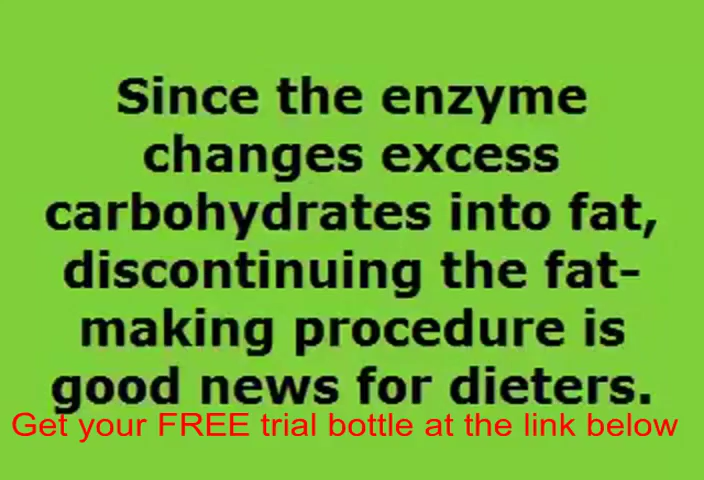 Since the enzyme
changes excess
carbohydrates into fat,
discontinuing the fat-
making procedure is
good news for dieters.
Get your FREE trial bottle at the link below